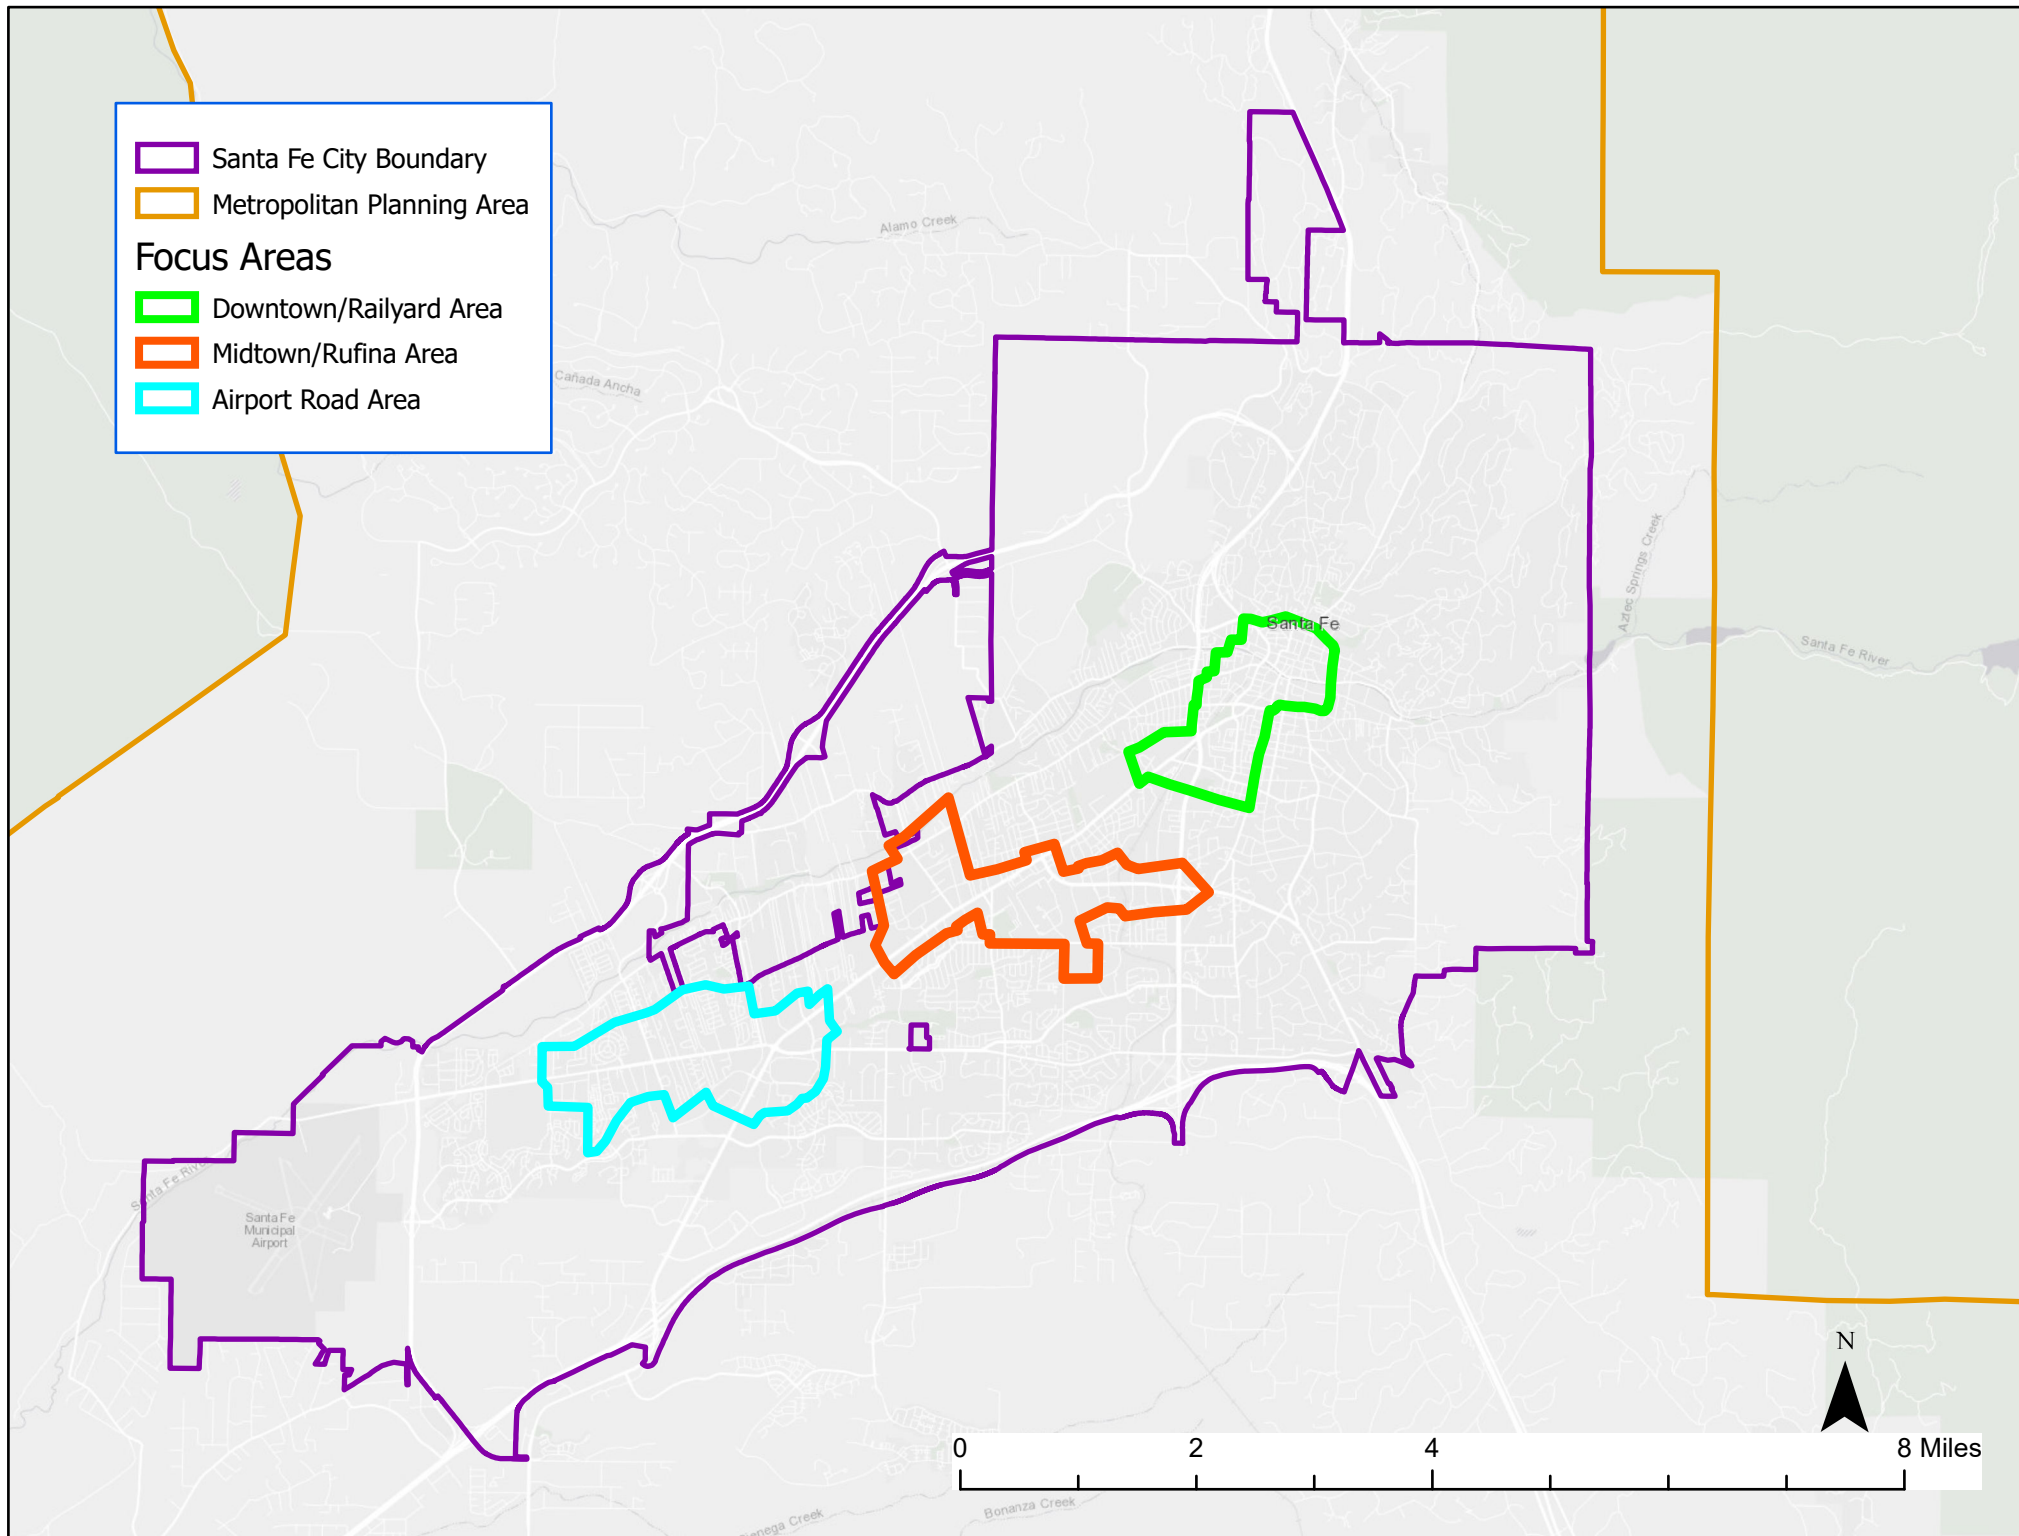 Santa Fe City Boundary
Metropolitan Planning Area
Focus Areas
Downtown/Railyard Area
Midtown/Rufina Area
Airport Road Area
Alamo Creek
Cañada Ancha
Aztec Springs Creek
Santa Fe
Santa Fe River
Santa Fe River
Santa Fe
Municipal
Airport
N
0 2 4 8 Miles
Bonanza Creek
Creek